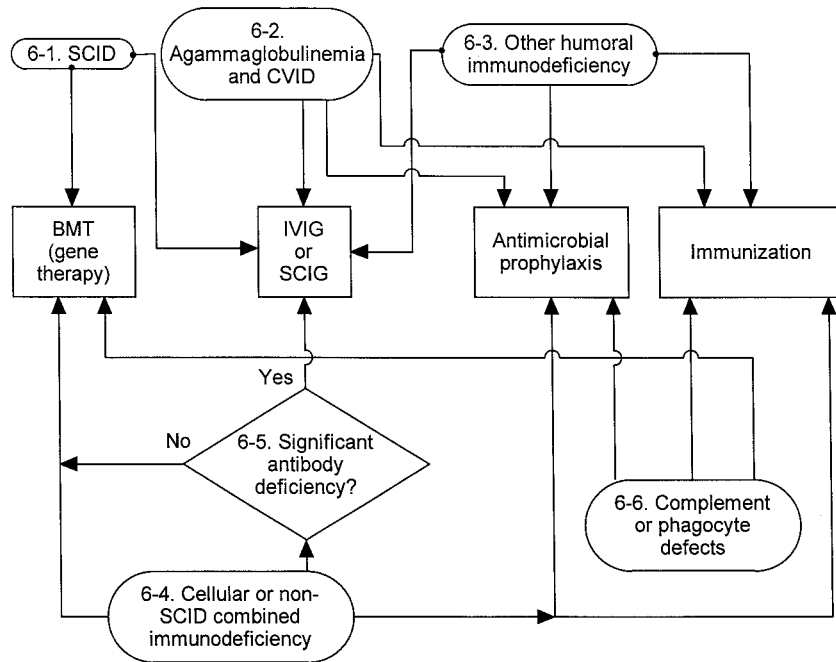 6-1. SCID
6-2.
Agammaglobulinemia
and CVID
6-3. Other humoral
immunodeficiency
BMT
(gene
therapy)
IVIG
or
SCIG
Antimicrobial
prophylaxis
Immunization
Yes
No
6-5. Significant
antibody
deficiency?
6-6. Complement
or phagocyte
defects
6-4. Cellular or non-
SCID combined
immunodeficiency